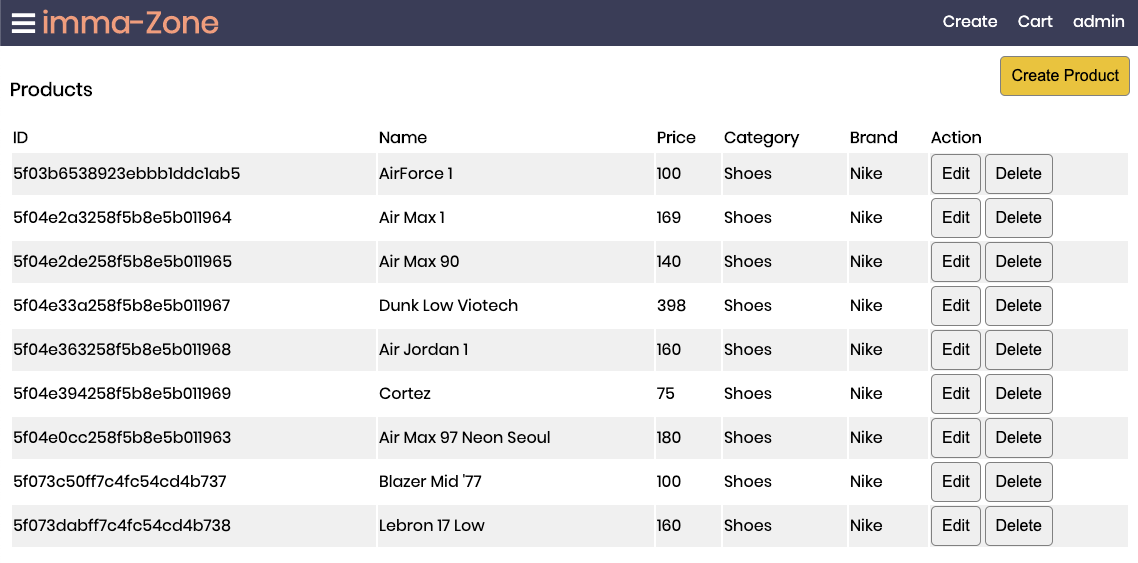 imma-Zone Create Cart admin
Create Product
Products
ID Name Price Category Brand Action
5f03b6538923ebbb1ddc1ab5 AirForce 1 100 Shoes Nike Edit Delete
5f04e2a3258f5b8e5b011964 Air Max 1 169 Shoes Nike Edit Delete
5f04e2de258f5b8e5b011965 Air Max 90 140 Shoes Nike Edit Delete
5f04e33a258f5b8e5b011967 Dunk Low Viotech 398 Shoes Nike Edit Delete
5f04e363258f5b8e5b011968 Air Jordan 1 160 Shoes Nike Edit Delete
5f04e394258f5b8e5b011969 Cortez 75 Shoes Nike Edit Delete
5f04e0cc258f5b8e5b011963 Air Max 97 Neon Seoul 180 Shoes Nike Edit Delete
5f073c50ff7c4fc54cd4b737 Blazer Mid '77 100 Shoes Nike Edit Delete
5f073dabff7c4fc54cd4b738 Lebron 17 Low 160 Shoes Nike Edit Delete